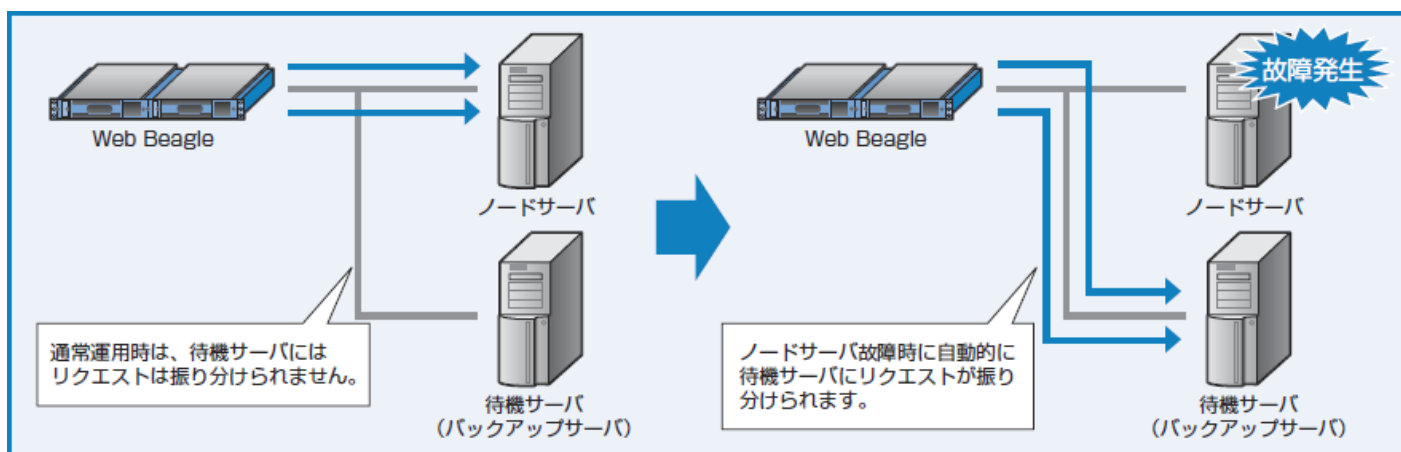 Web Beagle
ノードサーバ
通常運用時は、待機サーバには
リクエストは振り分けられません。
待機サーバ
（バックアップサーバ）
故障発生
Web Beagle
ノードサーバ
ノードサーバ故障時に自動的に
待機サーバにリクエストが振り
分けられます。
待機サーバ
（バックアップサーバ）